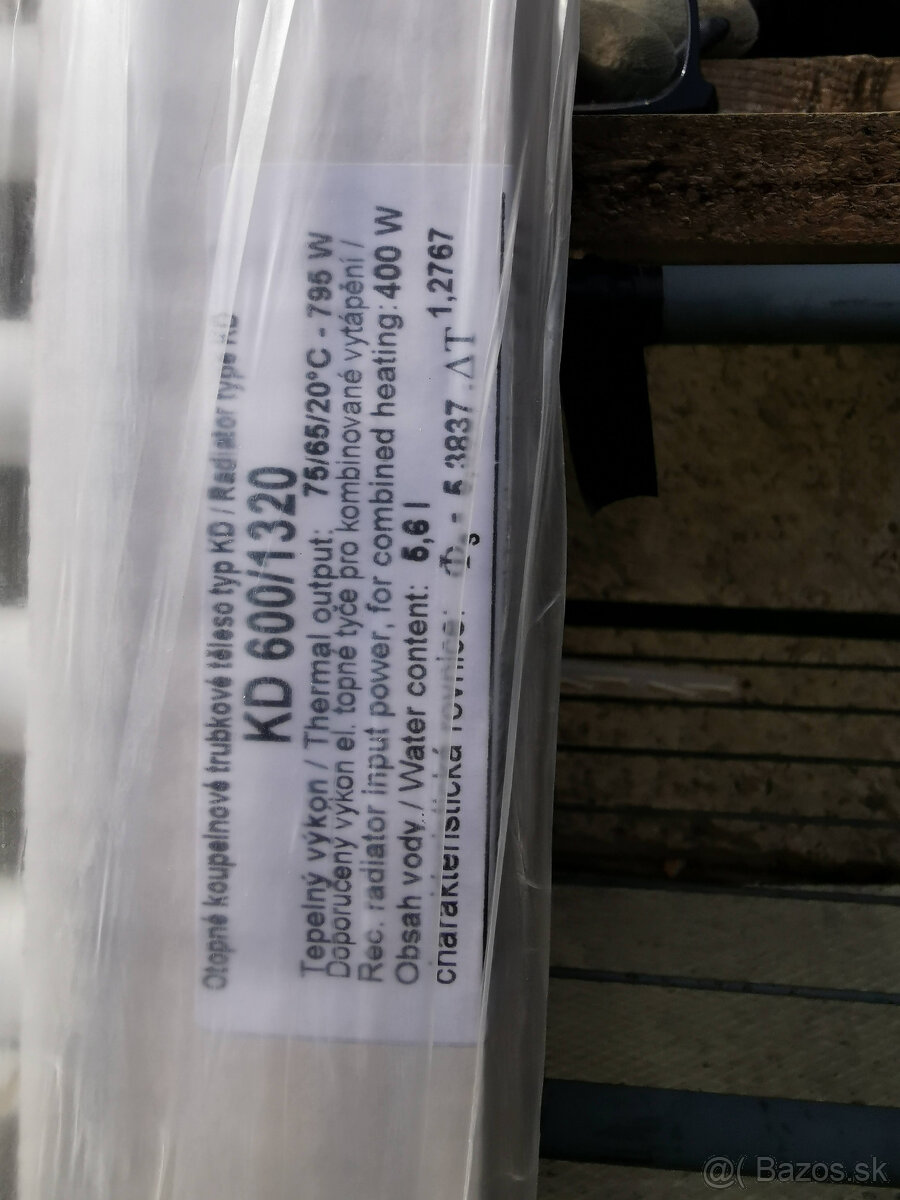 Otopné koupelnové trubkové těleso typ KD / Radiator type KD
KD 600/1320
Tepelný výkon / Thermal output: 75/65/20°C - 795 W
Doporučený výkon el. topné tyče pro kombinované vytápění /
Rec. radiator input power, for combined heating: 400 W
Obsah vody / Water content: 5,6 l
charakteristická rovnice: 5,3837 . ΔT 1,2767
@( Bazos.sk